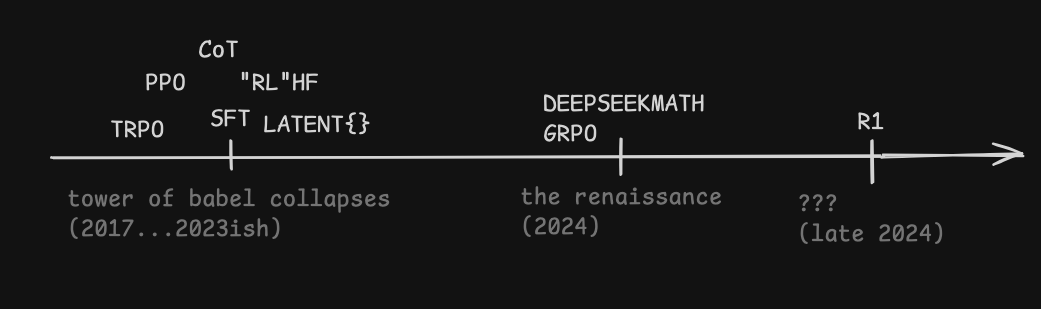 CoT
PPO "RL"HF
TRPO SFT LATENT{}
tower of babel collapses
(2017...2023ish)
DEEPSEEKMATH
GRPO
the renaissance
(2024)
R1
???
(late 2024)